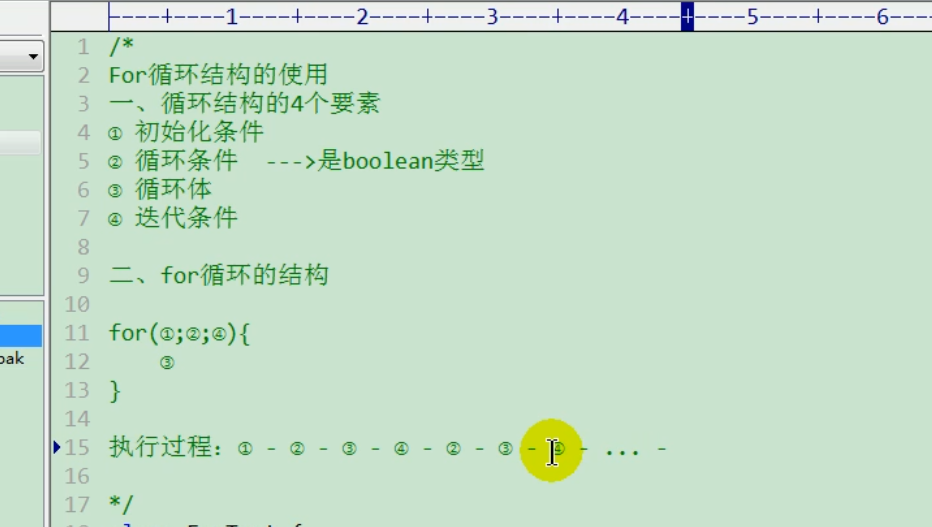 ----+----1----+----2----+----3----+----4----+----5----+----6----
1 /*
2 For循环结构的使用
3 一、循环结构的4个要素
4 ① 初始化条件
5 ② 循环条件  --->是boolean类型
6 ③ 循环体
7 ④ 迭代条件
8
9 二、for循环的结构
10
11 for(①;②;④){
12     ③
13 }
14
15 执行过程：① - ② - ③ - ④ - ② - ③ - ④ - ... -
16
17 */
oak